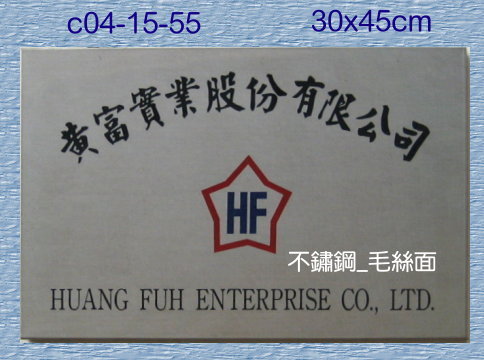 c04-15-55 30x45cm
黃富實業股份有限公司
HF
不鏽鋼_毛絲面
HUANG FUH ENTERPRISE CO., LTD.